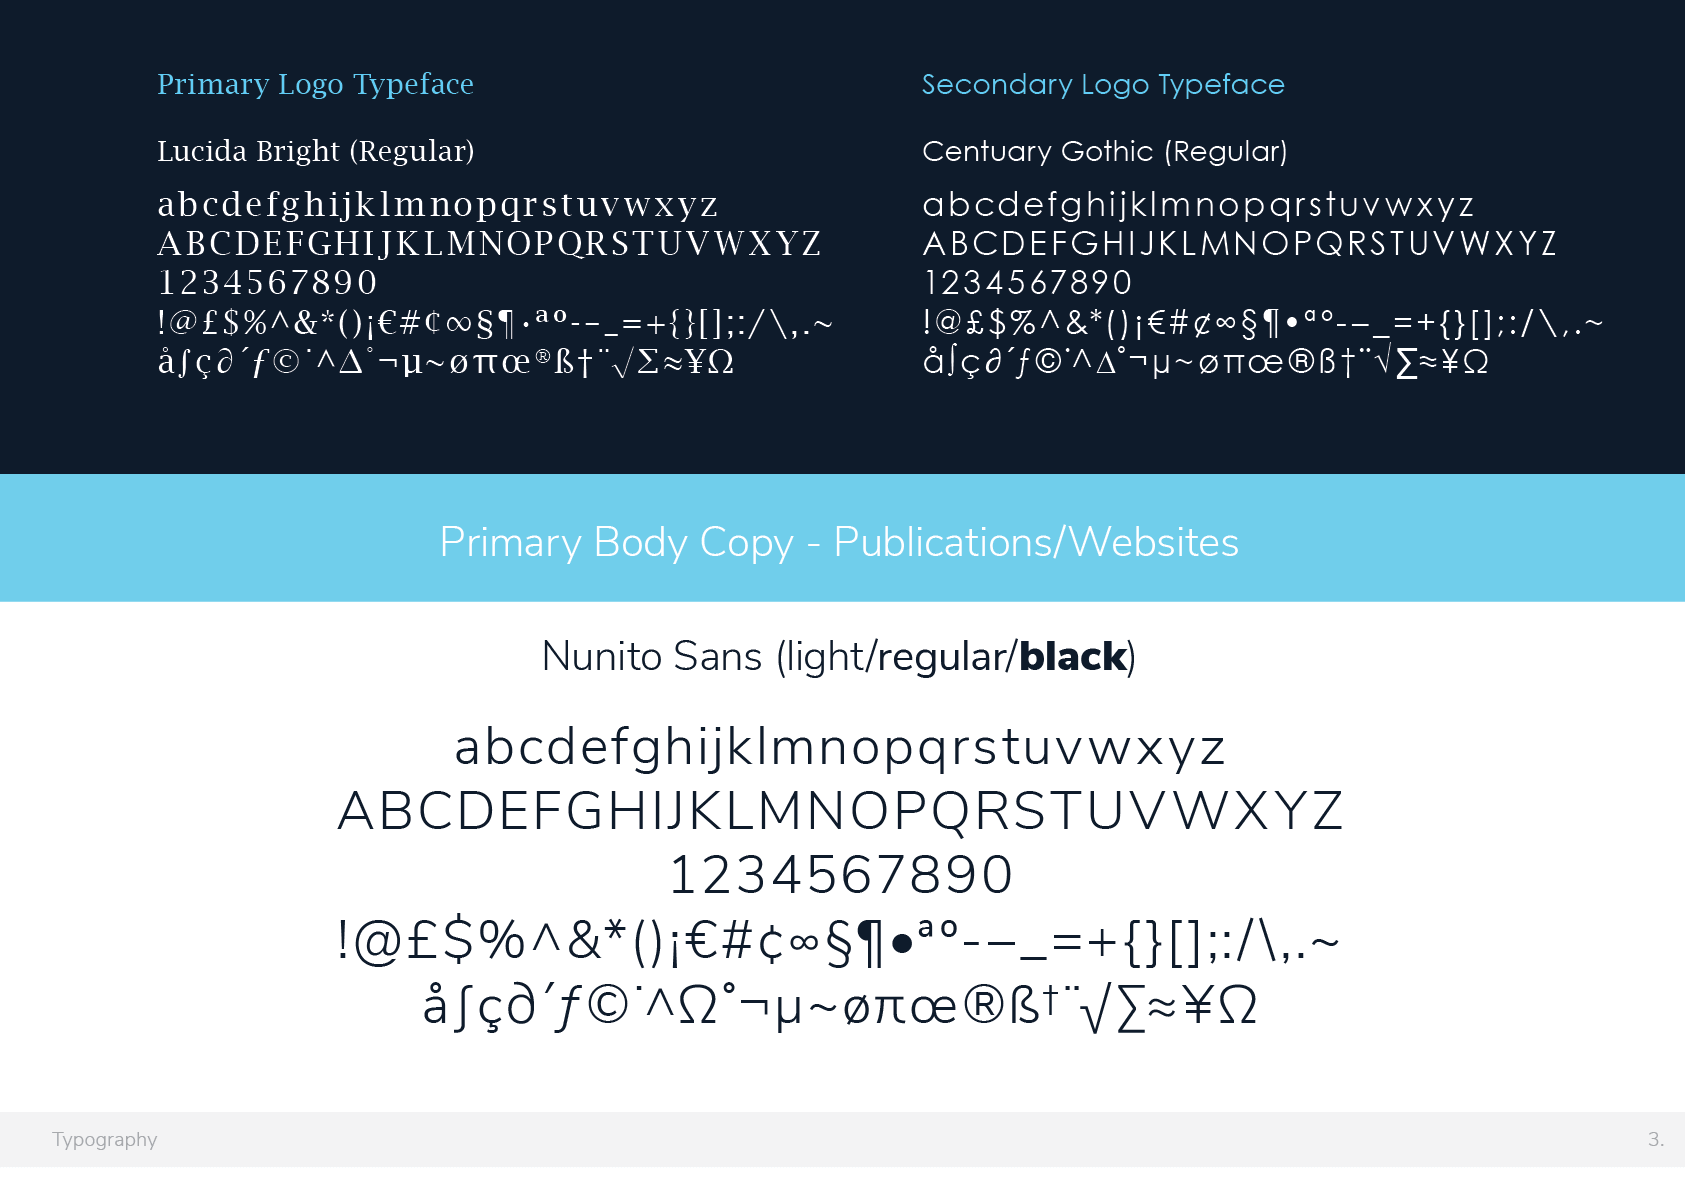 Primary Logo Typeface
Lucida Bright (Regular)
abcdefghijklmnopqrstuvwxyz
ABCDEFGHIJKLMNOPQRSTUVWXYZ
1234567890
!@£$%^&*()¡€#¢∞§¶·ªº-–_=+{}[];:/\,.~
å∫ç∂´ƒ©˙^∆˚¬µ~øπœ®ß†¨√∑≈¥Ω
Secondary Logo Typeface
Centuary Gothic (Regular)
abcdefghijklmnopqrstuvwxyz
ABCDEFGHIJKLMNOPQRSTUVWXYZ
1234567890
!@£$%^&*()¡€#¢∞§¶•ªº-–_=+{}[];:/\,.~
å∫ç∂´ƒ©˙^∆˚¬µ~øπœ®ß†¨√∑≈¥Ω
Primary Body Copy - Publications/Websites
Nunito Sans (light/regular/black)
abcdefghijklmnopqrstuvwxyz
ABCDEFGHIJKLMNOPQRSTUVWXYZ
1234567890
!@£$%^&*()¡€#¢∞§¶•ªº-–_=+{}[];:/\,.~
å∫ç∂´ƒ©˙^Ω˚¬µ~øπœ®ß†¨√∑≈¥Ω
Typography
3.